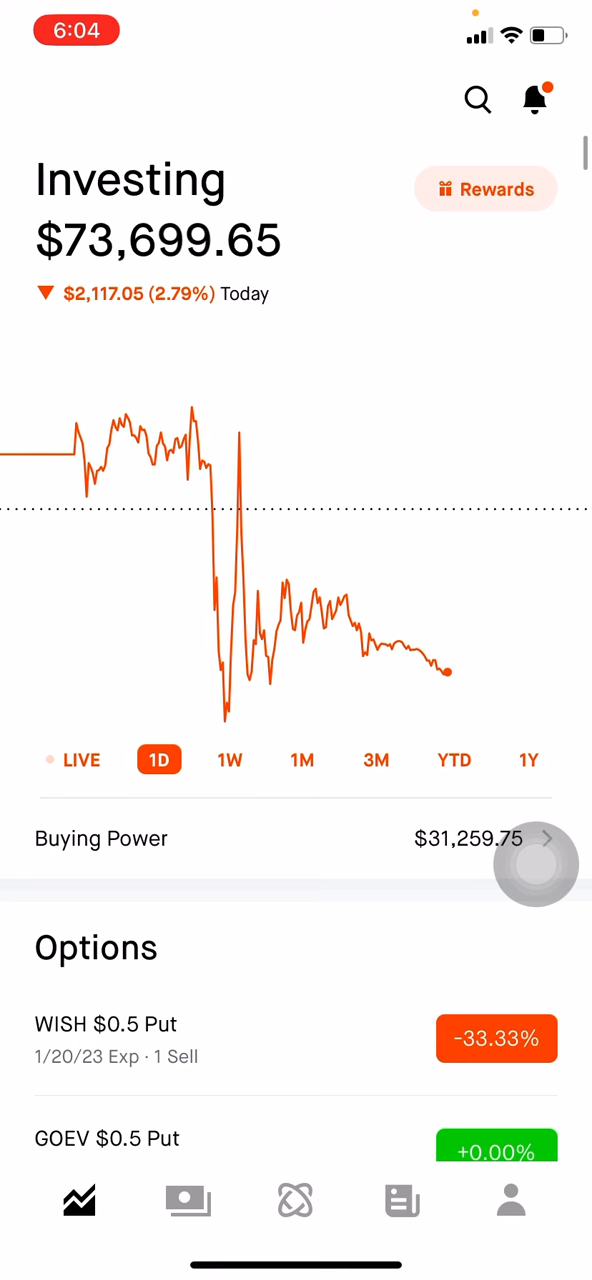 6:04
Investing
Rewards
$73,699.65
$2,117.05 (2.79%) Today
LIVE 1D 1W 1M 3M YTD 1Y
Buying Power $31,259.75
Options
WISH $0.5 Put
-33.33%
1/20/23 Exp · 1 Sell
GOEV $0.5 Put
+0.00%